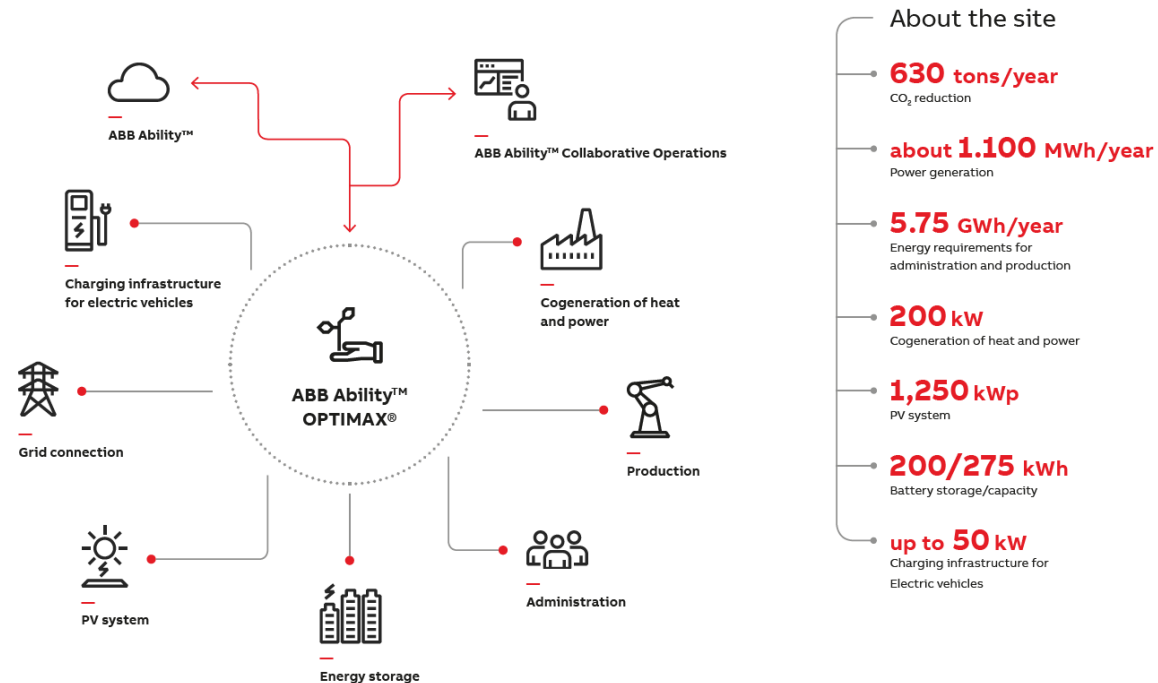 ABB Ability™
ABB Ability™ Collaborative Operations
Charging infrastructure
for electric vehicles
Cogeneration of heat
and power
ABB Ability™
OPTIMAX®
Grid connection
Production
PV system
Administration
Energy storage
About the site
630 tons/year
CO₂ reduction
about 1.100 MWh/year
Power generation
5.75 GWh/year
Energy requirements for
administration and production
200 kW
Cogeneration of heat and power
1,250 kWp
PV system
200/275 kWh
Battery storage/capacity
up to 50 kW
Charging infrastructure for
Electric vehicles